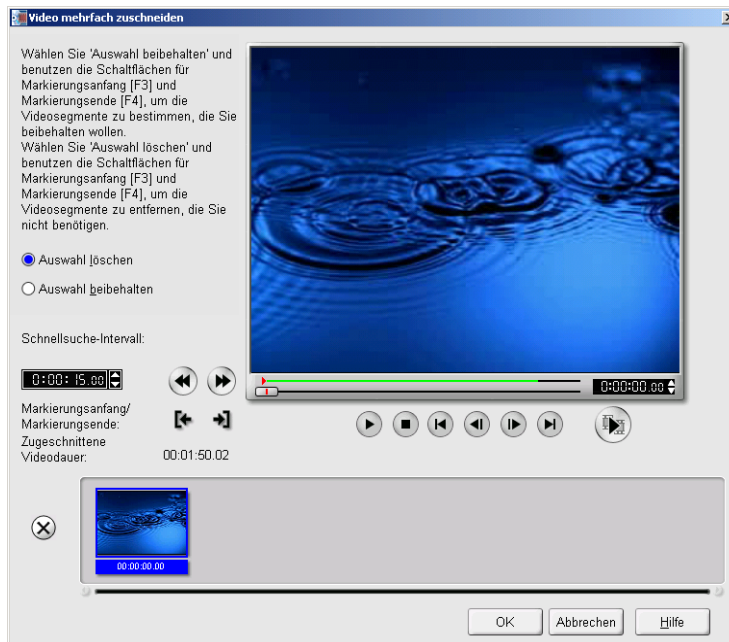 Video mehrfach zuschneiden
Wählen Sie 'Auswahl beibehalten' und
benutzen die Schaltflächen für
Markierungsanfang [F3] und
Markierungsende [F4], um die
Videosegmente zu bestimmen, die Sie
beibehalten wollen.
Wählen Sie 'Auswahl löschen' und
benutzen die Schaltflächen für
Markierungsanfang [F3] und
Markierungsende [F4], um die
Videosegmente zu entfernen, die Sie
nicht benötigen.
Auswahl löschen
Auswahl beibehalten
Schnellsuche-Intervall:
0:00:15.00
0:00:00.00
Markierungsanfang/
Markierungsende:
Zugeschnittene
Videodauer:
00:01:50.02
00:00:00.00
OK
Abbrechen
Hilfe